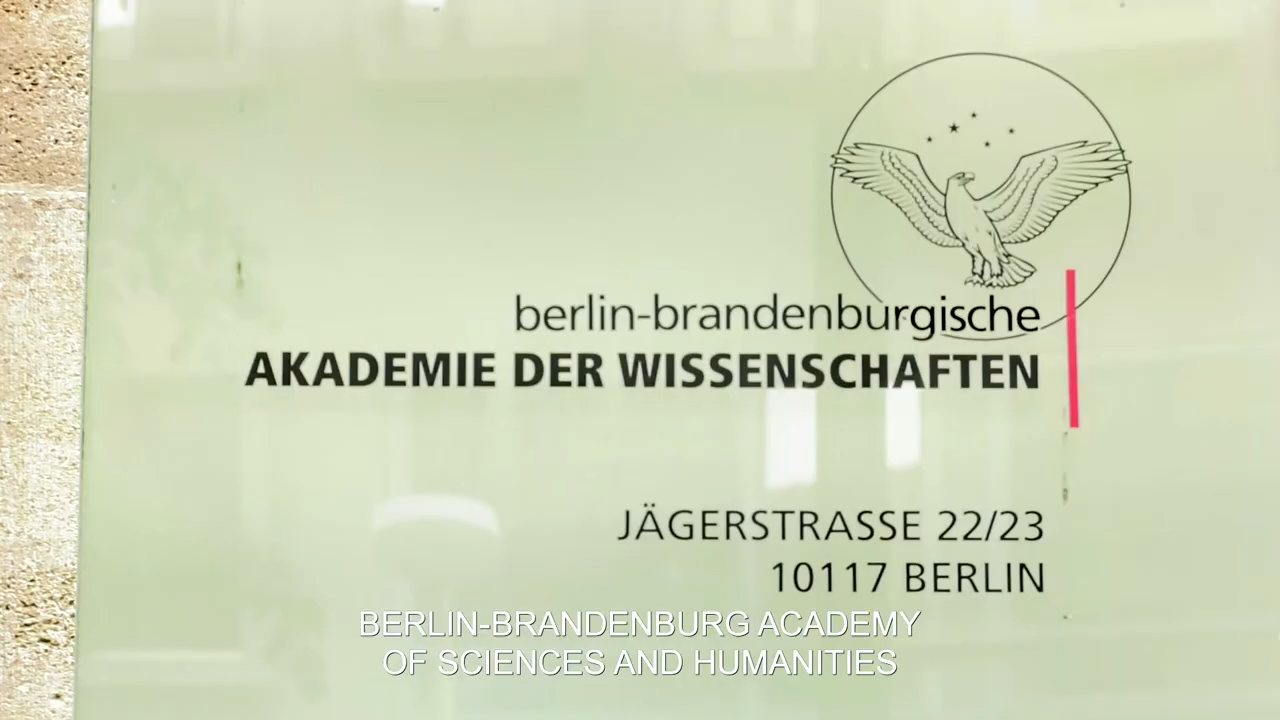 berlin-brandenburgische
AKADEMIE DER WISSENSCHAFTEN
JÄGERSTRASSE 22/23
10117 BERLIN
BERLIN-BRANDENBURG ACADEMY
OF SCIENCES AND HUMANITIES